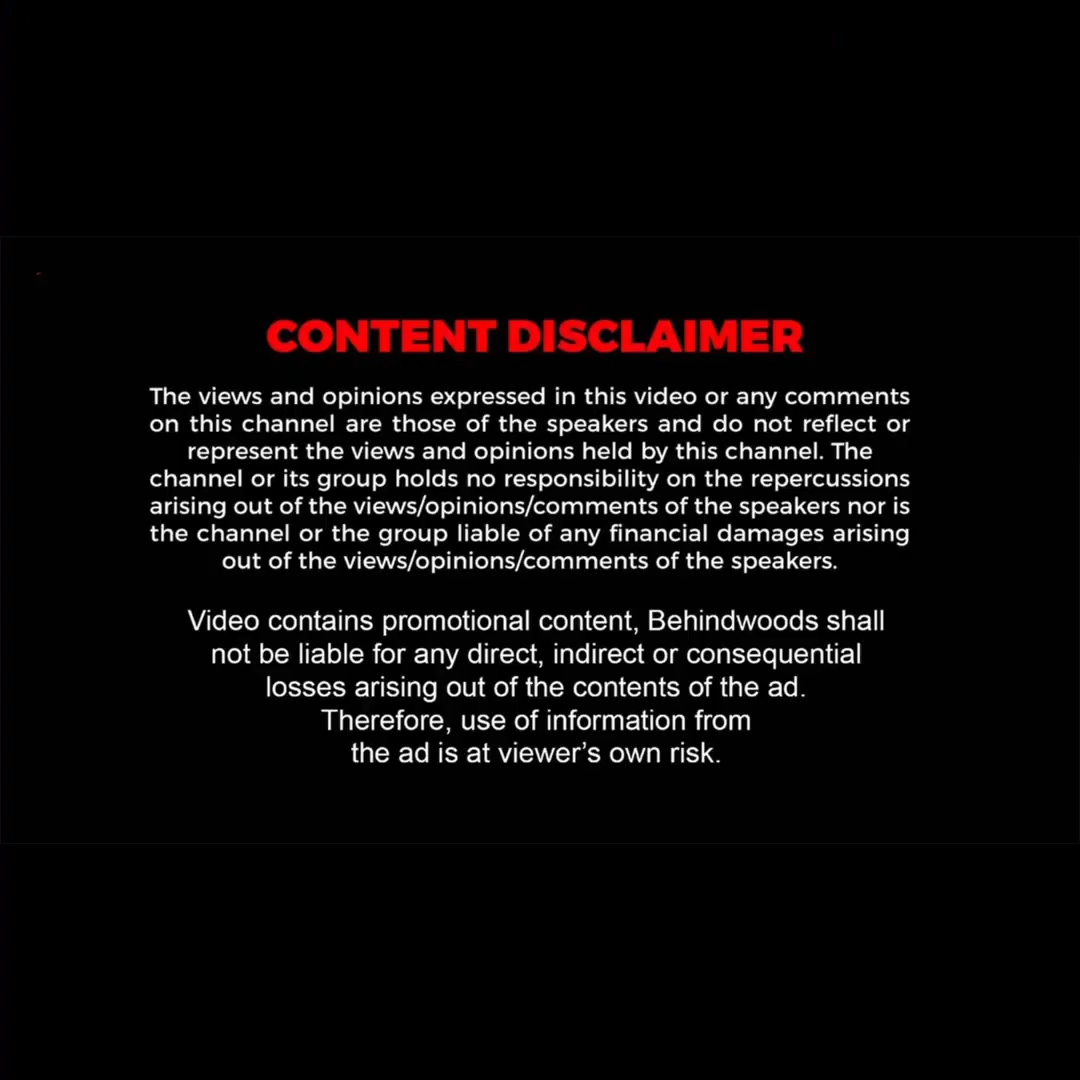 CONTENT DISCLAIMER
The views and opinions expressed in this video or any comments
on this channel are those of the speakers and do not reflect or
represent the views and opinions held by this channel. The
channel or its group holds no responsibility on the repercussions
arising out of the views/opinions/comments of the speakers nor is
the channel or the group liable of any financial damages arising
out of the views/opinions/comments of the speakers.
Video contains promotional content, Behindwoods shall
not be liable for any direct, indirect or consequential
losses arising out of the contents of the ad.
Therefore, use of information from
the ad is at viewer’s own risk.